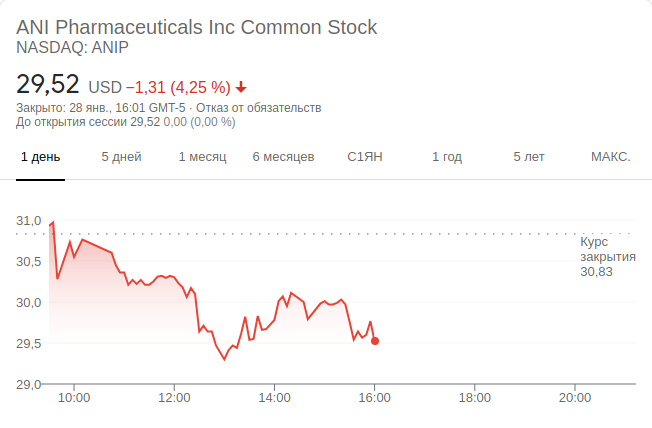 ANI Pharmaceuticals Inc Common Stock
NASDAQ: ANIP
29,52 USD −1,31 (4,25 %)
Закрыто: 28 янв., 16:01 GMT-5 · Отказ от обязательств
До открытия сессии 29,52 0,00 (0,00 %)
1 день 5 дней 1 месяц 6 месяцев С1ЯН 1 год 5 лет МАКС.
31,0
Курс
закрытия
30,83
30,5
30,0
29,5
29,0
10:00 12:00 14:00 16:00 18:00 20:00